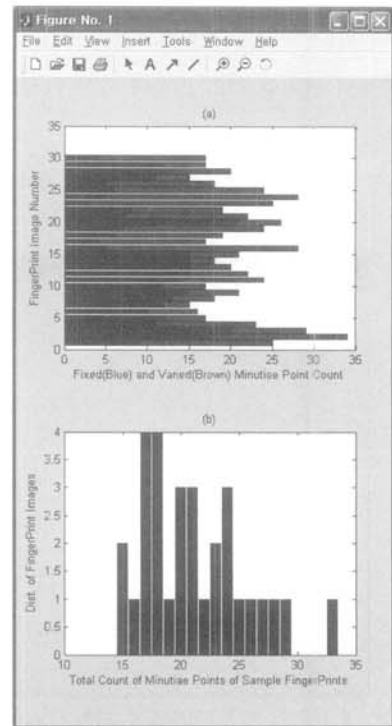 Figure No. 1
File Edit View Insert Tools Window Help
A
(a)
35
30
25
20
15
10
5
0
FingerPrint Image Number
0 5 10 15 20 25 30 35
Fixed(Blue) and Varied(Brown) Minutise Point Count
(b)
4
3.5
3
2.5
2
1.5
1
0.5
0
Dist. of FingerPrint Images
10 15 20 25 30 35
Total Count of Minutiae Points of Sample FingerPrints